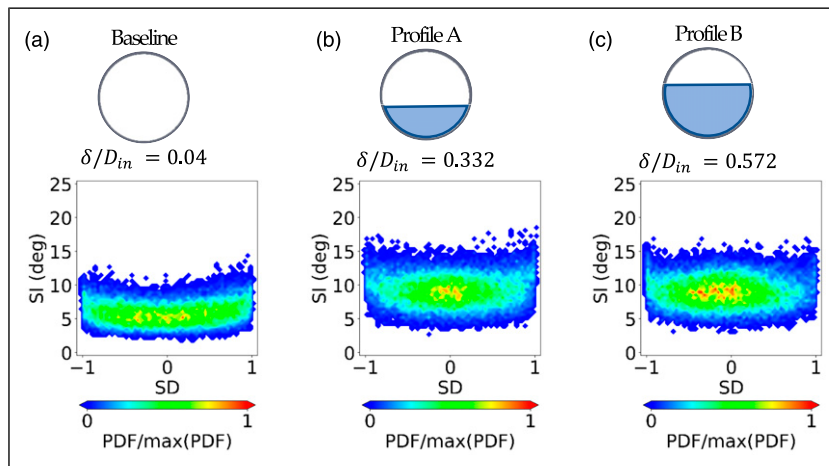 (a) Baseline
δ/D_in = 0.04
25
20
15
10
5
0
SI (deg)
−1 0 1
SD
0 1
PDF/max(PDF)
(b) Profile A
δ/D_in = 0.332
25
20
15
10
5
0
SI (deg)
−1 0 1
SD
0 1
PDF/max(PDF)
(c) Profile B
δ/D_in = 0.572
25
20
15
10
5
0
SI (deg)
−1 0 1
SD
0 1
PDF/max(PDF)